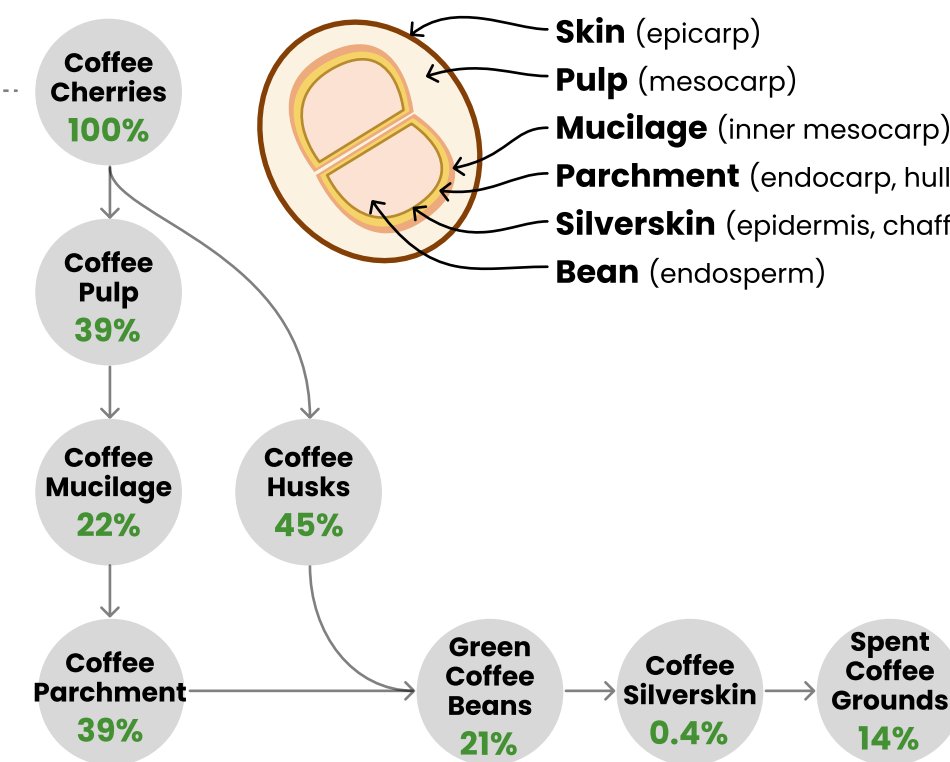 Coffee
Cherries
100%
Skin (epicarp)
Pulp (mesocarp)
Mucilage (inner mesocarp)
Parchment (endocarp, hull
Silverskin (epidermis, chaff
Bean (endosperm)
Coffee
Pulp
39%
Coffee
Mucilage
22%
Coffee
Husks
45%
Coffee
Parchment
39%
Green
Coffee
Beans
21%
Coffee
Silverskin
0.4%
Spent
Coffee
Grounds
14%